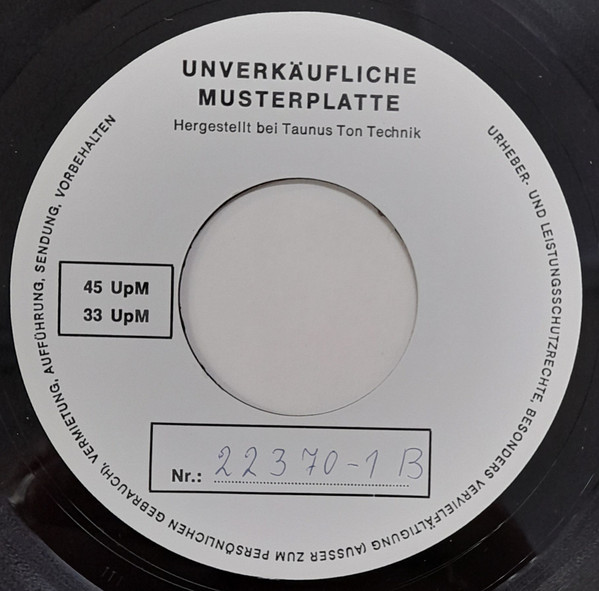 UNVERKÄUFLICHE
MUSTERPLATTE
Hergestellt bei Taunus Ton Technik
URHEBER- UND LEISTUNGSSCHUTZRECHTE, BESONDERS VERVIELFÄLTIGUNG (AUSSER ZUM PERSÖNLICHEN GEBRAUCH), VERMIETUNG, AUFFÜHRUNG, SENDUNG, VORBEHALTEN
45 UpM
33 UpM
Nr.: 22370-1 B